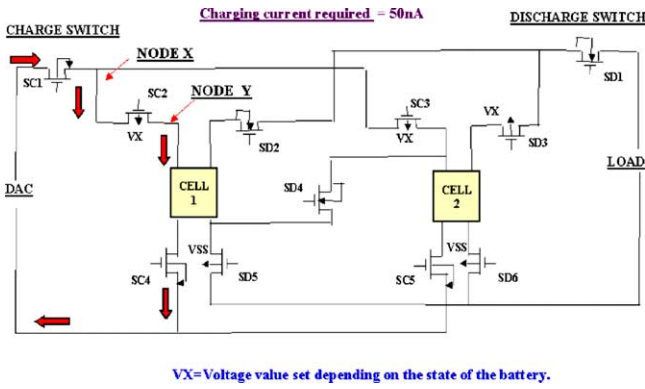 Charging current required = 50nA
DISCHARGE SWITCH
CHARGE SWITCH
NODE X
SC1
SD1
SC2
NODE Y
SC3
VX
VX
VX
SD2
SD3
DAC
CELL
1
SD4
CELL
2
LOAD
VSS
VSS
SC4
SD5
SC5
SD6
VX=Voltage value set depending on the state of the battery.